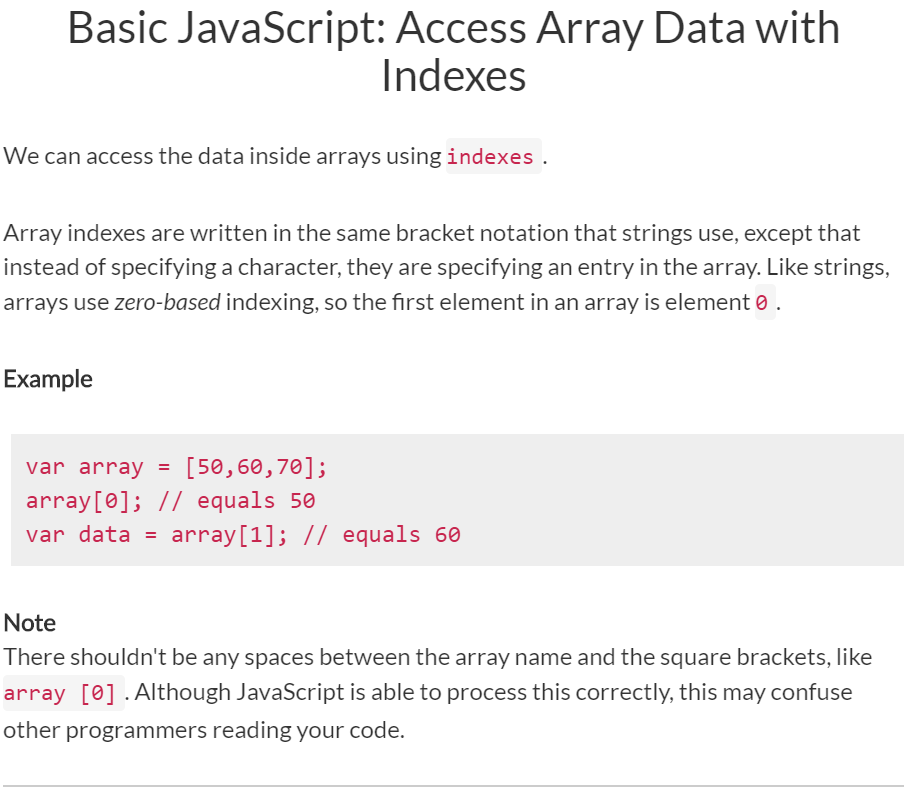 Basic JavaScript: Access Array Data with
Indexes
We can access the data inside arrays using indexes .
Array indexes are written in the same bracket notation that strings use, except that
instead of specifying a character, they are specifying an entry in the array. Like strings,
arrays use zero-based indexing, so the first element in an array is element 0 .
Example
var array = [50,60,70];
array[0]; // equals 50
var data = array[1]; // equals 60
Note
There shouldn't be any spaces between the array name and the square brackets, like
array [0] . Although JavaScript is able to process this correctly, this may confuse
other programmers reading your code.